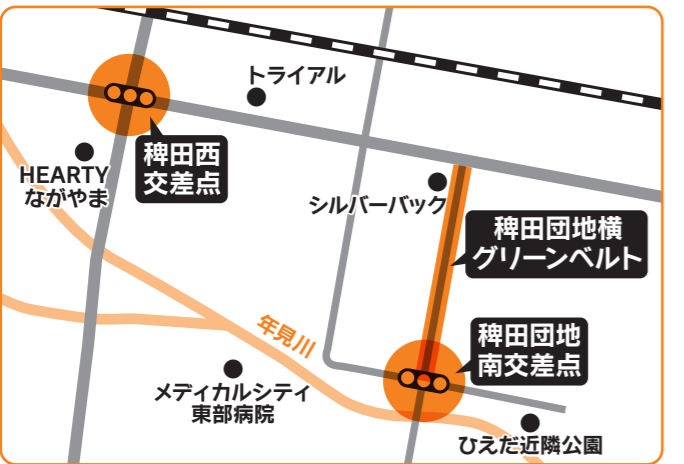 トライアル
稗田西
交差点
HEARTY
ながやま
シルバーバック
稗田団地横
グリーンベルト
年見川
稗田団地
南交差点
メディカルシティ
東部病院
ひえだ近隣公園